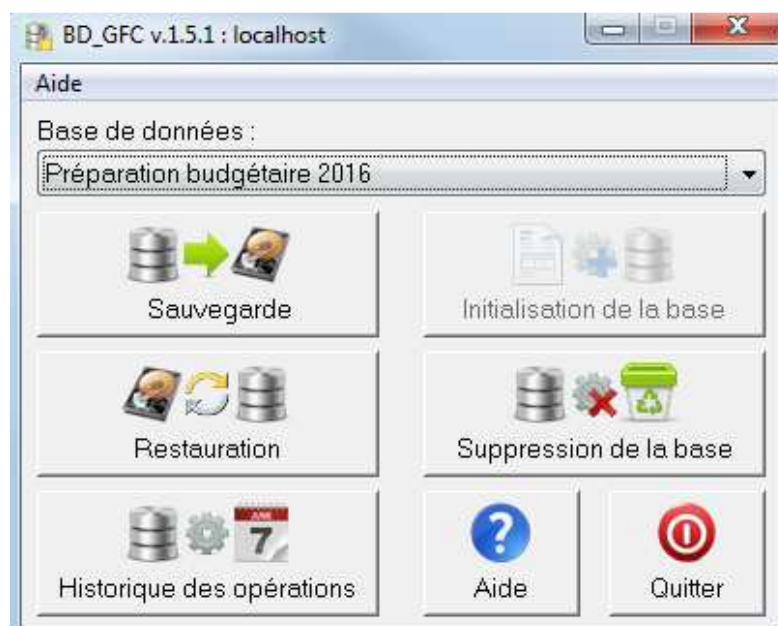 BD_GFC v.1.5.1 : localhost
Aide
Base de données :
Préparation budgétaire 2016
Sauvegarde
Initialisation de la base
Restauration
Suppression de la base
7
Historique des opérations
Aide
Quitter